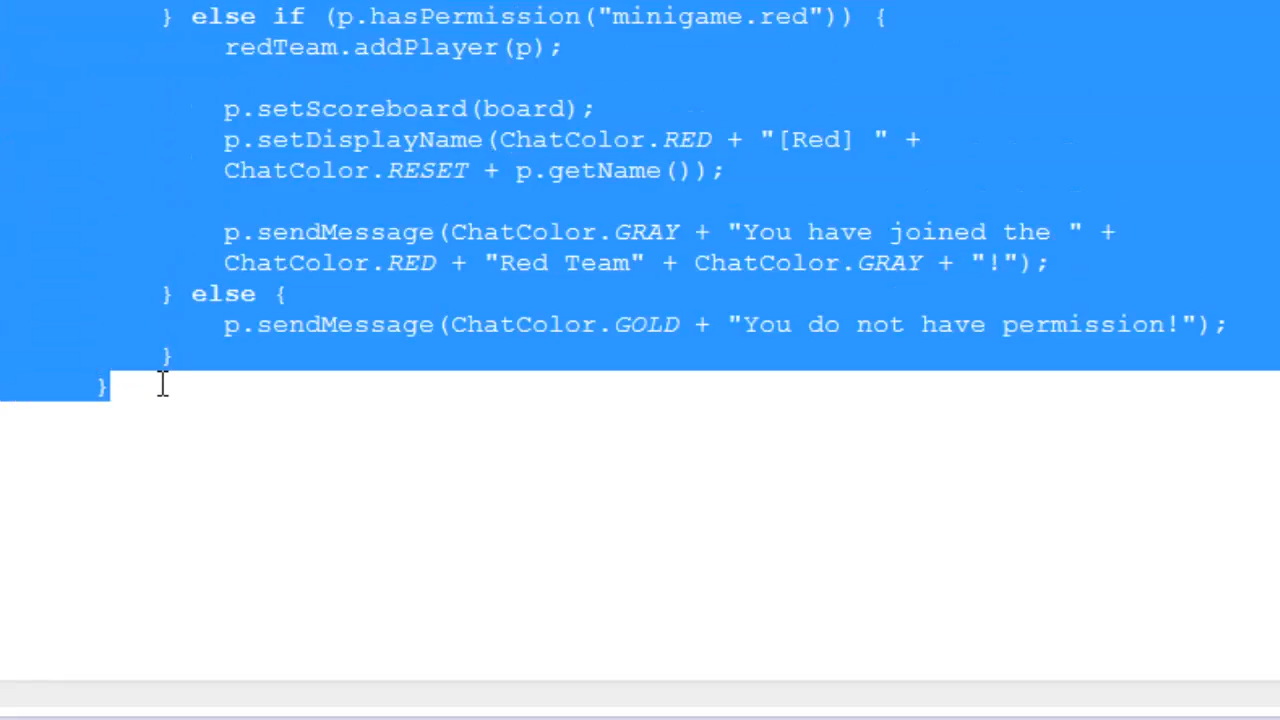 } else if (p.hasPermission("minigame.red")) {
redTeam.addPlayer(p);
p.setScoreboard(board);
p.setDisplayName(ChatColor.RED + "[Red] " +
ChatColor.RESET + p.getName());
p.sendMessage(ChatColor.GRAY + "You have joined the " +
ChatColor.RED + "Red Team" + ChatColor.GRAY + "!");
} else {
p.sendMessage(ChatColor.GOLD + "You do not have permission!");
}
}